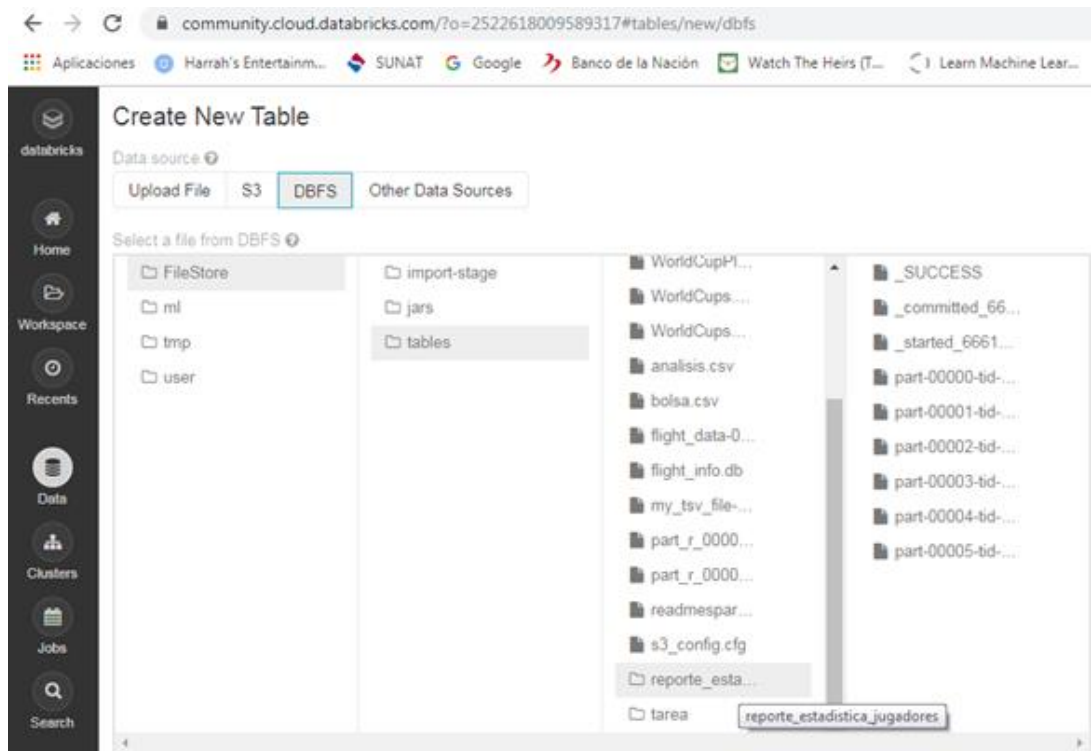 community.cloud.databricks.com/?o=2522618009589317#tables/new/dbfs
Aplicaciones Harrah's Entertainm... SUNAT Google Banco de la Nación Watch The Heirs (T... Learn Machine Lear...
databricks
Home
Workspace
Recents
Data
Clusters
Jobs
Search
Create New Table
Data source
Upload File S3 DBFS Other Data Sources
Select a file from DBFS
FileStore
ml
tmp
user
import-stage
jars
tables
WorldCupPl...
WorldCups....
WorldCups...
analisis.csv
bolsa.csv
flight_data-0...
flight_info.db
my_tsv_file-...
part_r_0000...
part_r_0000...
readmespar...
s3_config.cfg
reporte_esta...
tarea
reporte_estadistica_jugadores
_SUCCESS
_committed_66...
_started_6661...
part-00000-tid-...
part-00001-tid-...
part-00002-tid-...
part-00003-tid-...
part-00004-tid-...
part-00005-tid-...